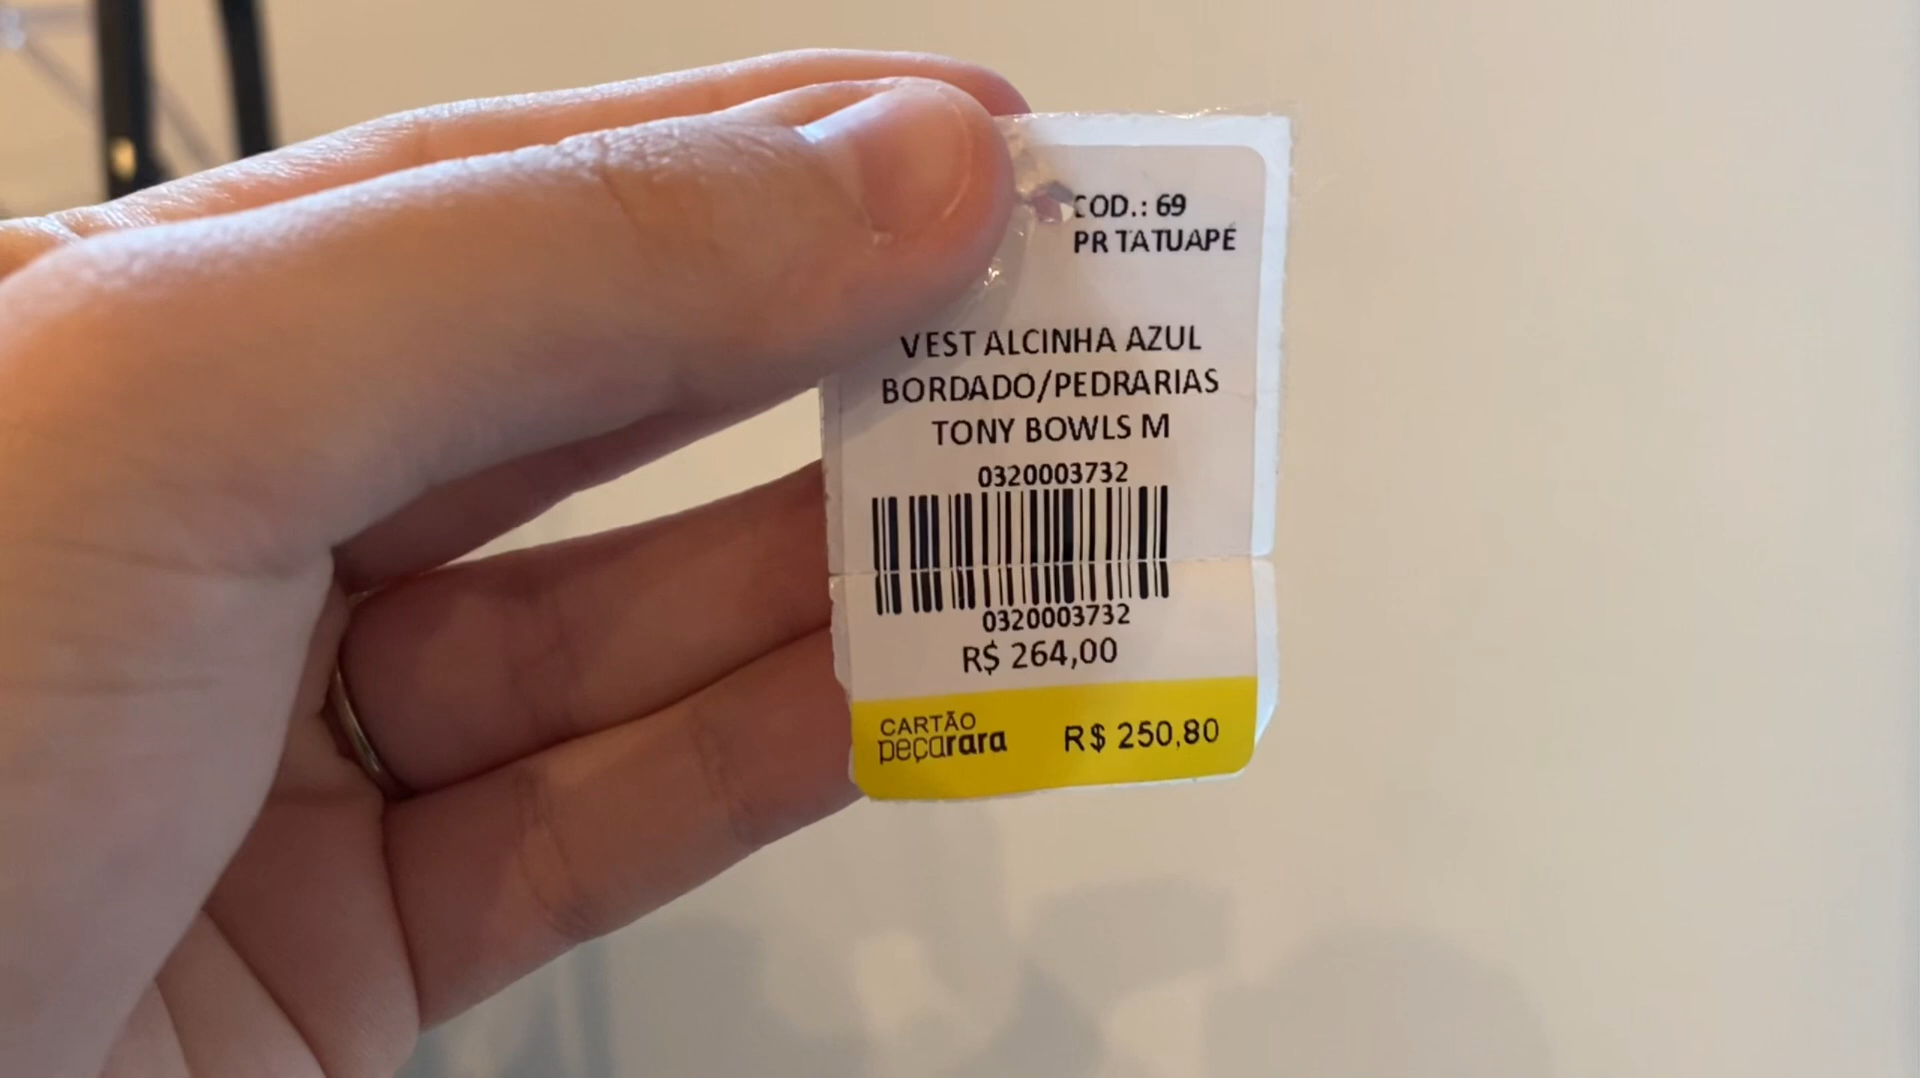 COD.: 69
PR TATUAPÉ
VEST ALCINHA AZUL
BORDADO/PEDRARIAS
TONY BOWLS M
0320003732
0320003732
R$ 264,00
CARTÃO
peçarara
R$ 250,80